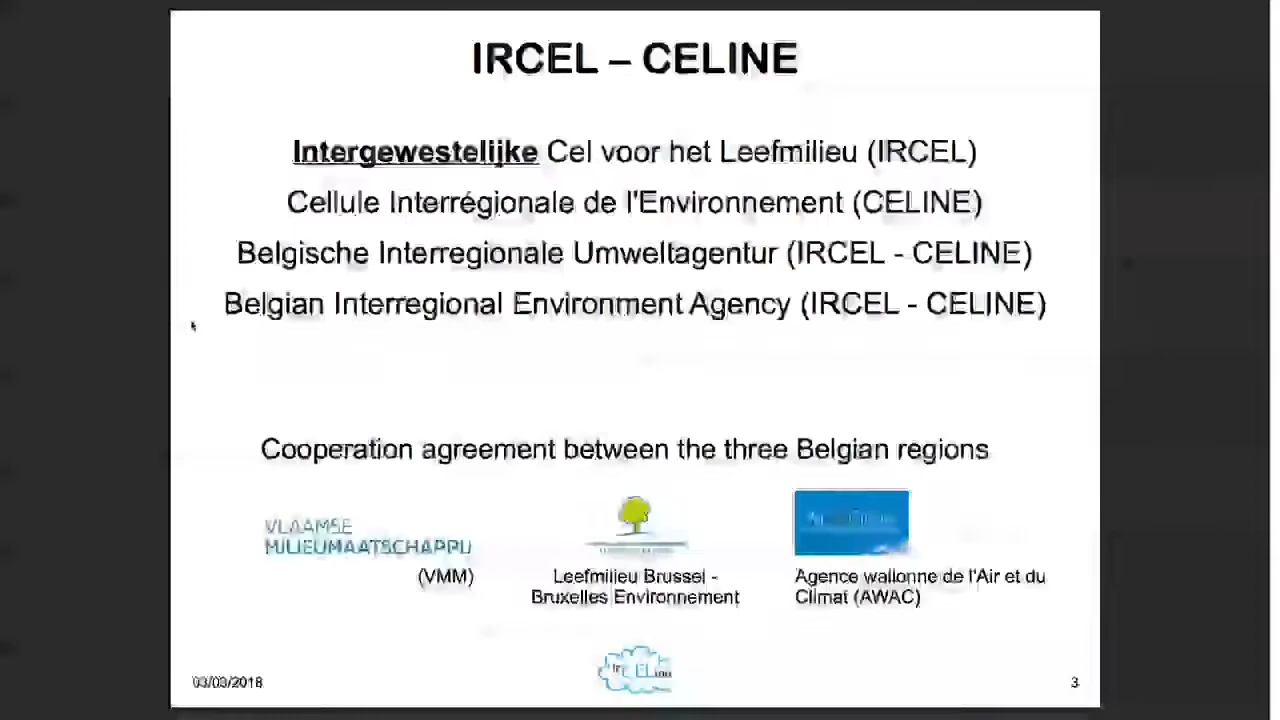 IRCEL – CELINE
Intergewestelijke Cel voor het Leefmilieu (IRCEL)
Cellule Interrégionale de l'Environnement (CELINE)
Belgische Interregionale Umweltagentur (IRCEL - CELINE)
Belgian Interregional Environment Agency (IRCEL - CELINE)
Cooperation agreement between the three Belgian regions
VLAAMSE
MILIEUMAATSCHAPPIJ
(VMM)
Leefmilieu Brussel -
Bruxelles Environnement
Agence wallonne de l'Air et du
Climat (AWAC)
03/03/2018
3